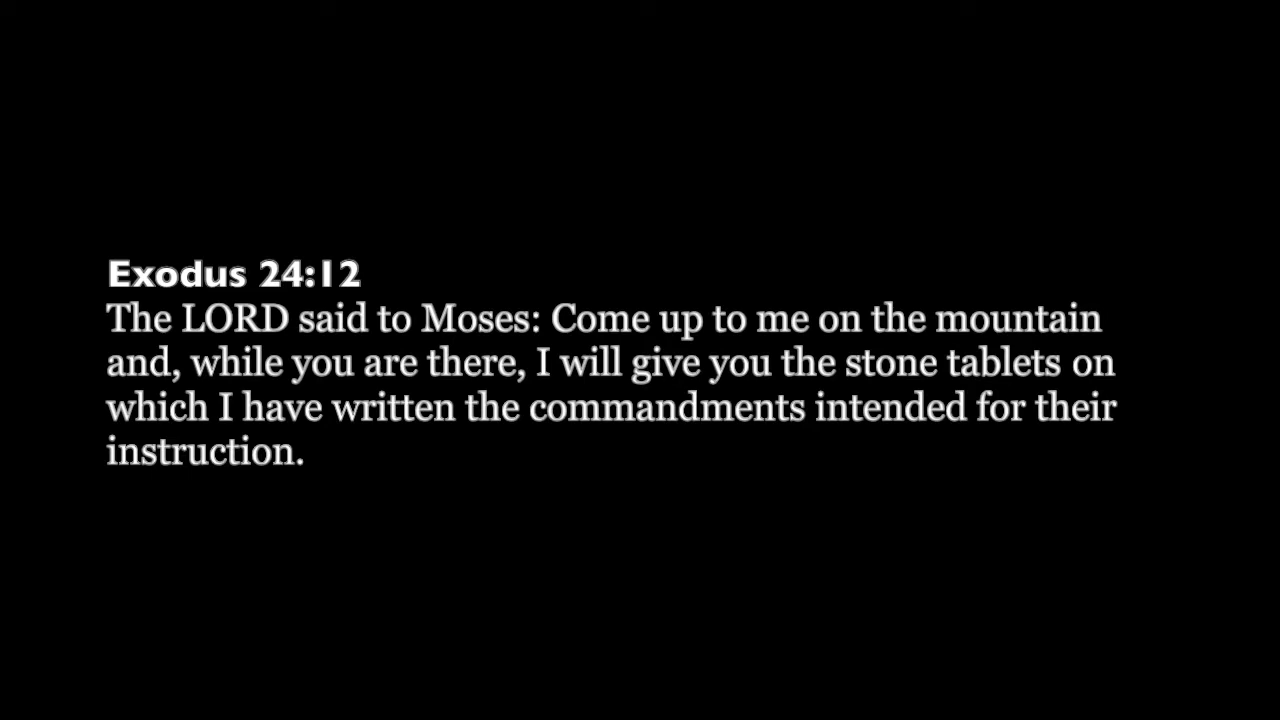 Exodus 24:12
The LORD said to Moses: Come up to me on the mountain
and, while you are there, I will give you the stone tablets on
which I have written the commandments intended for their
instruction.